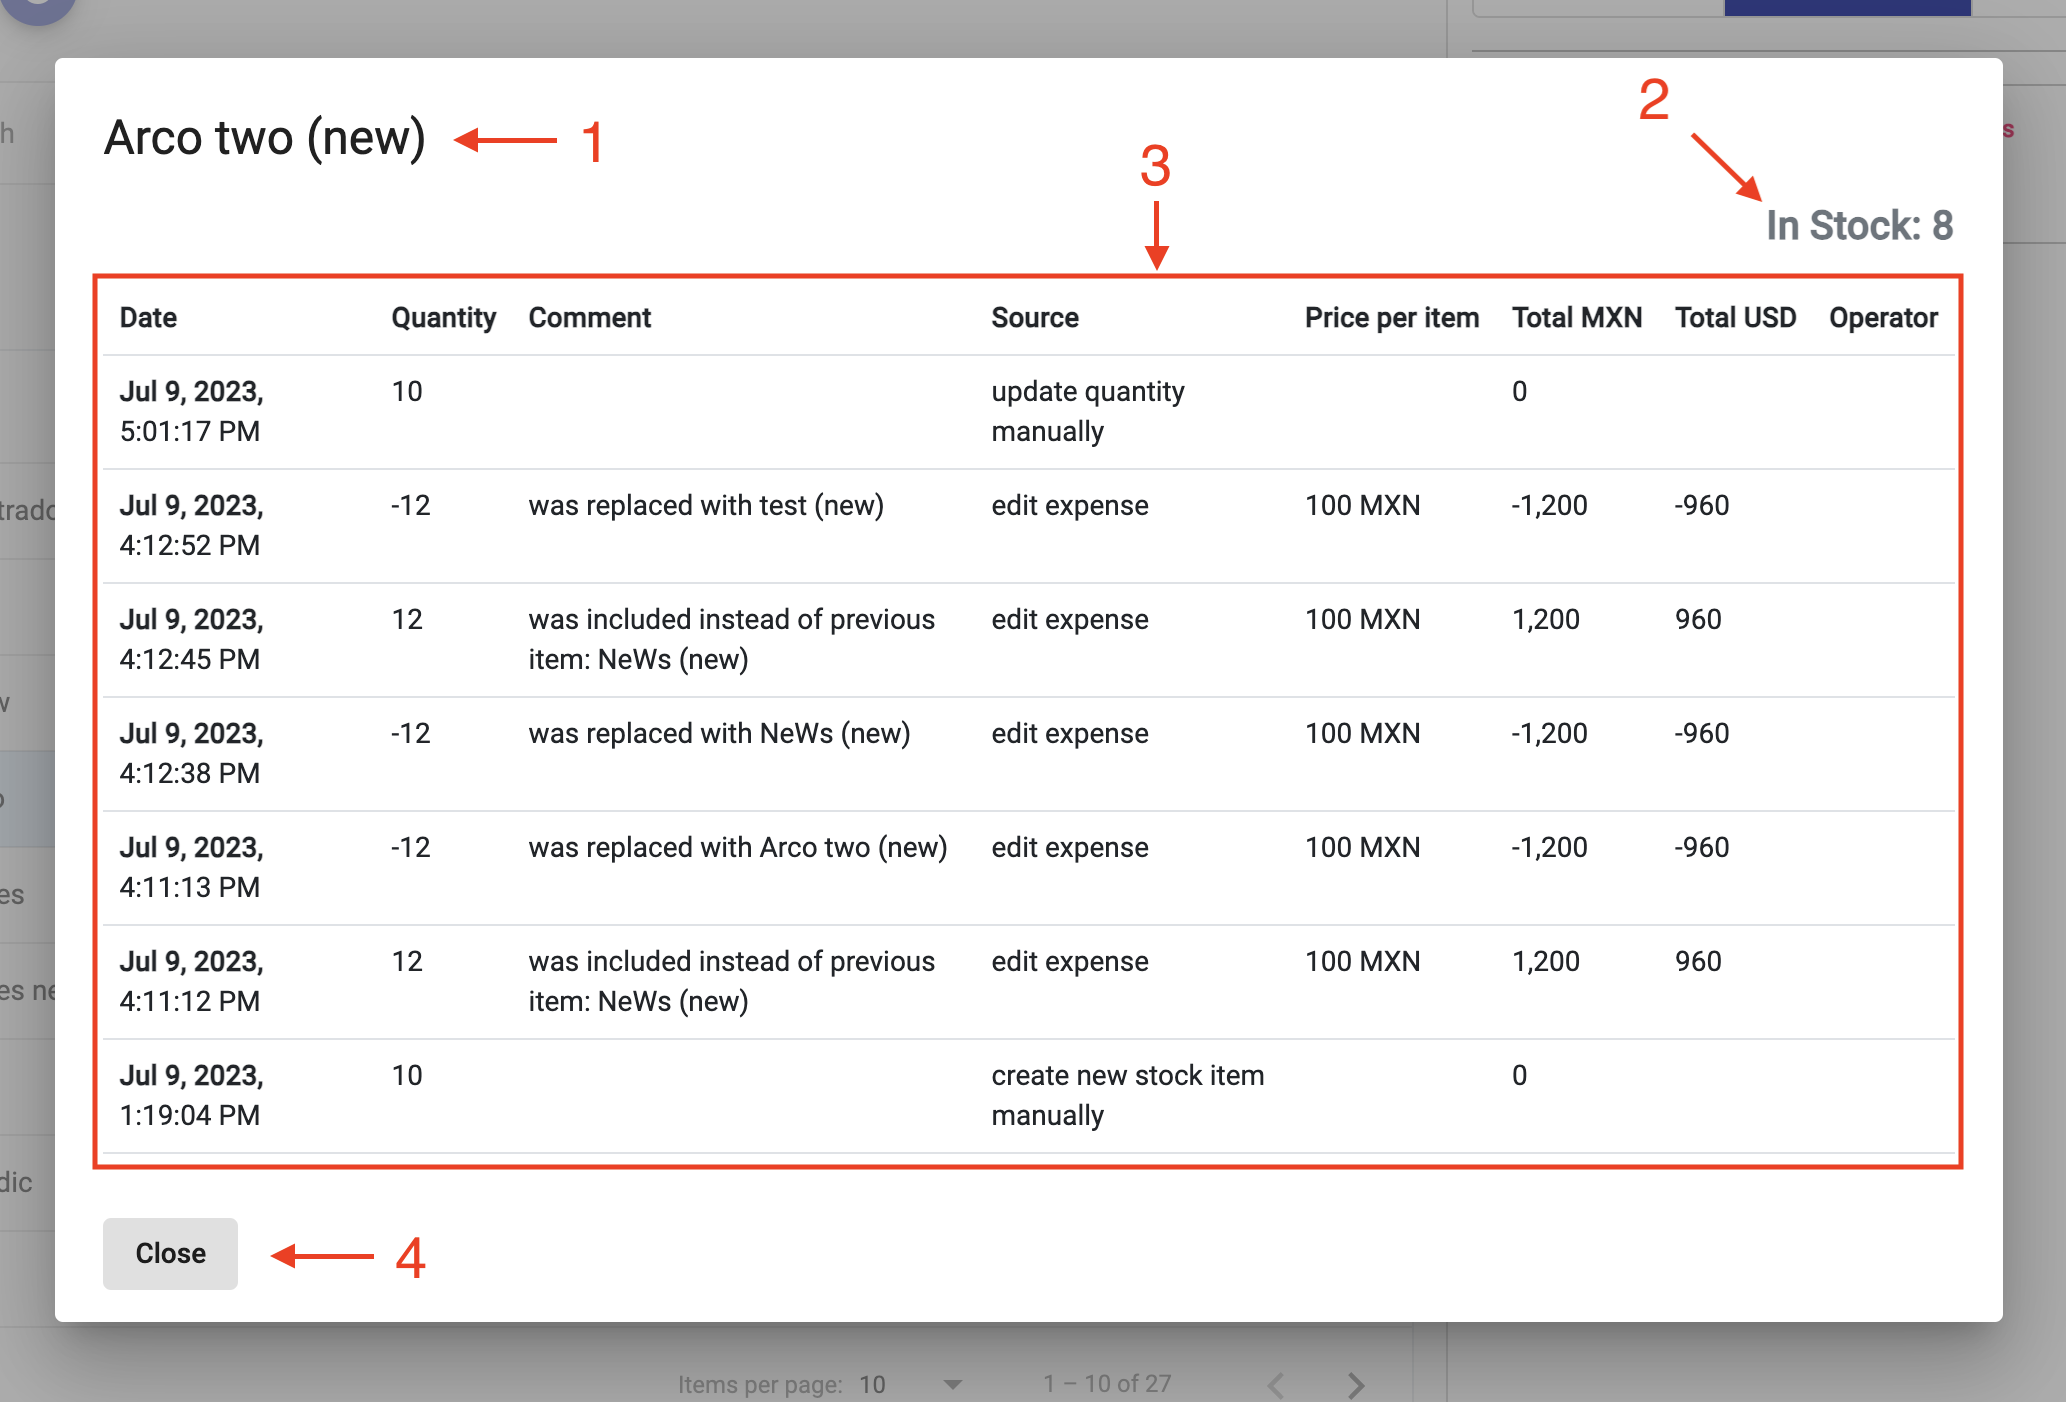 Arco two (new)
1
2
3
In Stock: 8
Date Quantity Comment Source Price per item Total MXN Total USD Operator
Jul 9, 2023, 10 update quantity 0
5:01:17 PM manually
Jul 9, 2023, -12 was replaced with test (new) edit expense 100 MXN -1,200 -960
4:12:52 PM
Jul 9, 2023, 12 was included instead of previous edit expense 100 MXN 1,200 960
4:12:45 PM item: NeWs (new)
Jul 9, 2023, -12 was replaced with NeWs (new) edit expense 100 MXN -1,200 -960
4:12:38 PM
Jul 9, 2023, -12 was replaced with Arco two (new) edit expense 100 MXN -1,200 -960
4:11:13 PM
Jul 9, 2023, 12 was included instead of previous edit expense 100 MXN 1,200 960
4:11:12 PM item: NeWs (new)
Jul 9, 2023, 10 create new stock item 0
1:19:04 PM manually
Close
4
Items per page: 10 1 – 10 of 27